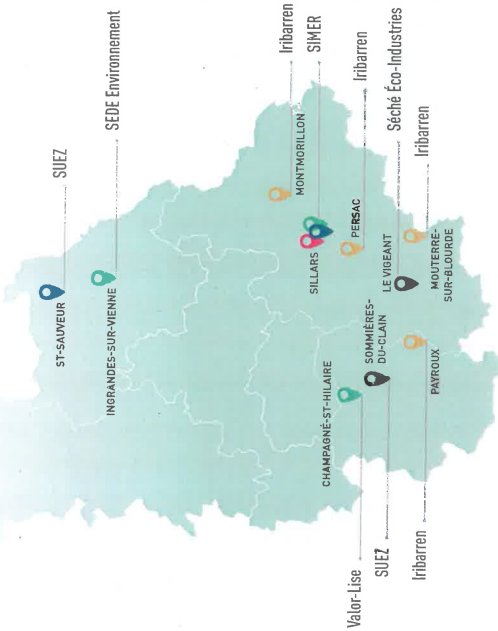 SUEZ
ST-SAUVEUR
SEDE Environnement
INGRANDES-SUR-VIENNE
Iribarren
MONTMORILLON
SIMER
SILLARS
Iribarren
PERSAC
Séché Éco-Industries
LE VIGEANT
Iribarren
MOUTERRE-
SUR-BLOURDE
SOMMIÈRES-
DU-CLAIN
CHAMPAGNÉ-ST-HILAIRE
PAYROUX
Valor-Lise
SUEZ
Iribarren